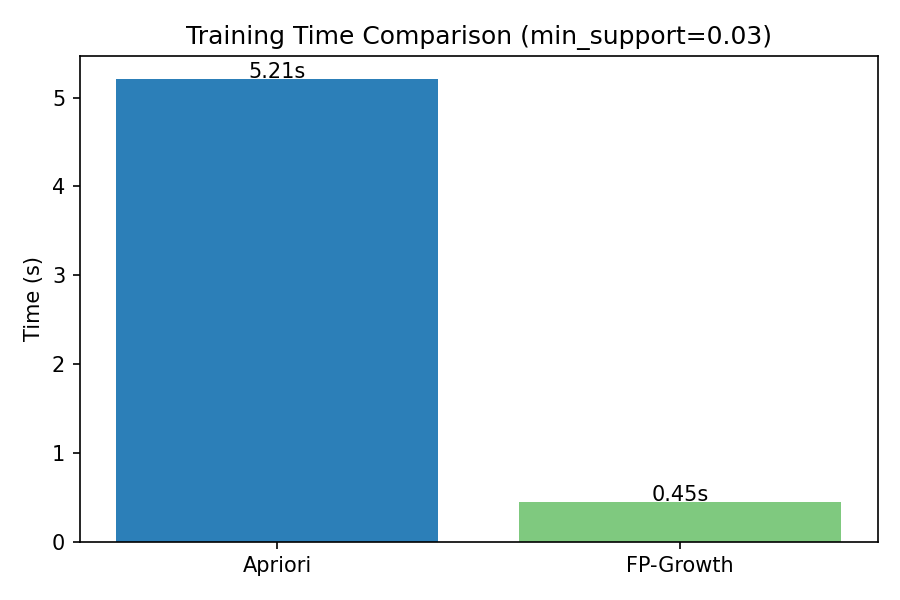 Training Time Comparison (min_support=0.03)
5.21s
5
4
3
2
1
0
Time (s)
0.45s
Apriori
FP-Growth